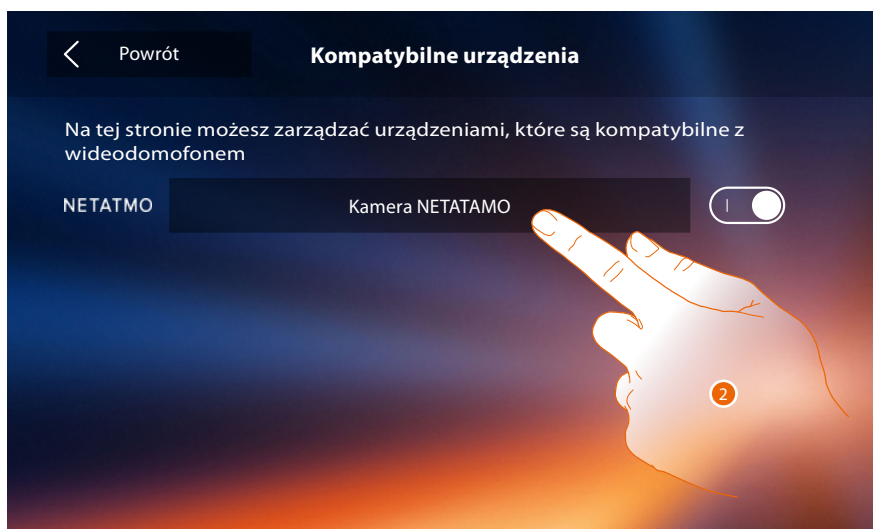 Powrót
Kompatybilne urządzenia
Na tej stronie możesz zarządzać urządzeniami, które są kompatybilne z
wideodomofonem
NETATMO
Kamera NETATAMO
2